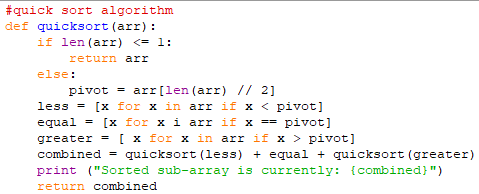 #quick sort algorithm
def quicksort(arr):
    if len(arr) <= 1:
        return arr
    else:
        pivot = arr[len(arr) // 2]
    less = [x for x in arr if x < pivot]
    equal = [x for x i arr if x == pivot]
    greater = [ x for x in arr if x > pivot]
    combined = quicksort(less) + equal + quicksort(greater)
    print ("Sorted sub-array is currently: {combined}")
    return combined